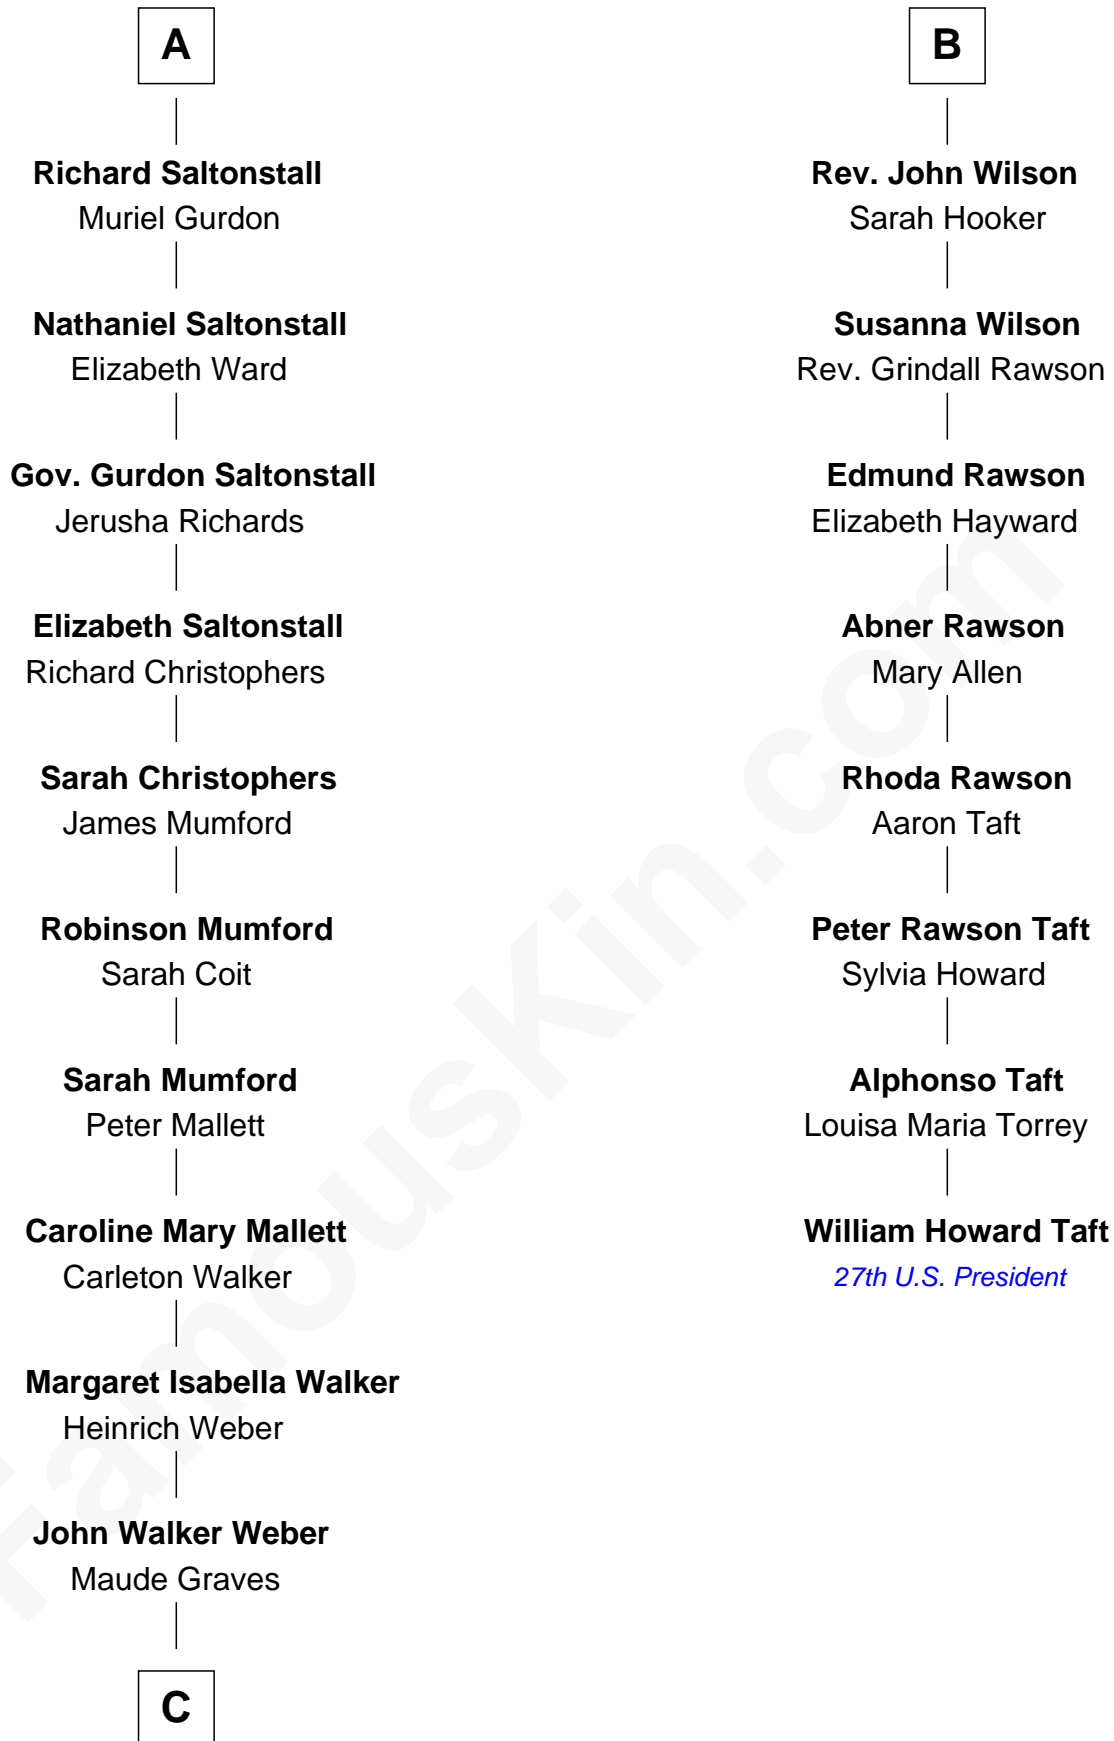 A
Richard Saltonstall
Muriel Gurdon
Nathaniel Saltonstall
Elizabeth Ward
Gov. Gurdon Saltonstall
Jerusha Richards
Elizabeth Saltonstall
Richard Christophers
Sarah Christophers
James Mumford
Robinson Mumford
Sarah Coit
Sarah Mumford
Peter Mallett
Caroline Mary Mallett
Carleton Walker
Margaret Isabella Walker
Heinrich Weber
John Walker Weber
Maude Graves
C
B
Rev. John Wilson
Sarah Hooker
Susanna Wilson
Rev. Grindall Rawson
Edmund Rawson
Elizabeth Hayward
Abner Rawson
Mary Allen
Rhoda Rawson
Aaron Taft
Peter Rawson Taft
Sylvia Howard
Alphonso Taft
Louisa Maria Torrey
William Howard Taft
27th U.S. President
FamousKin.com